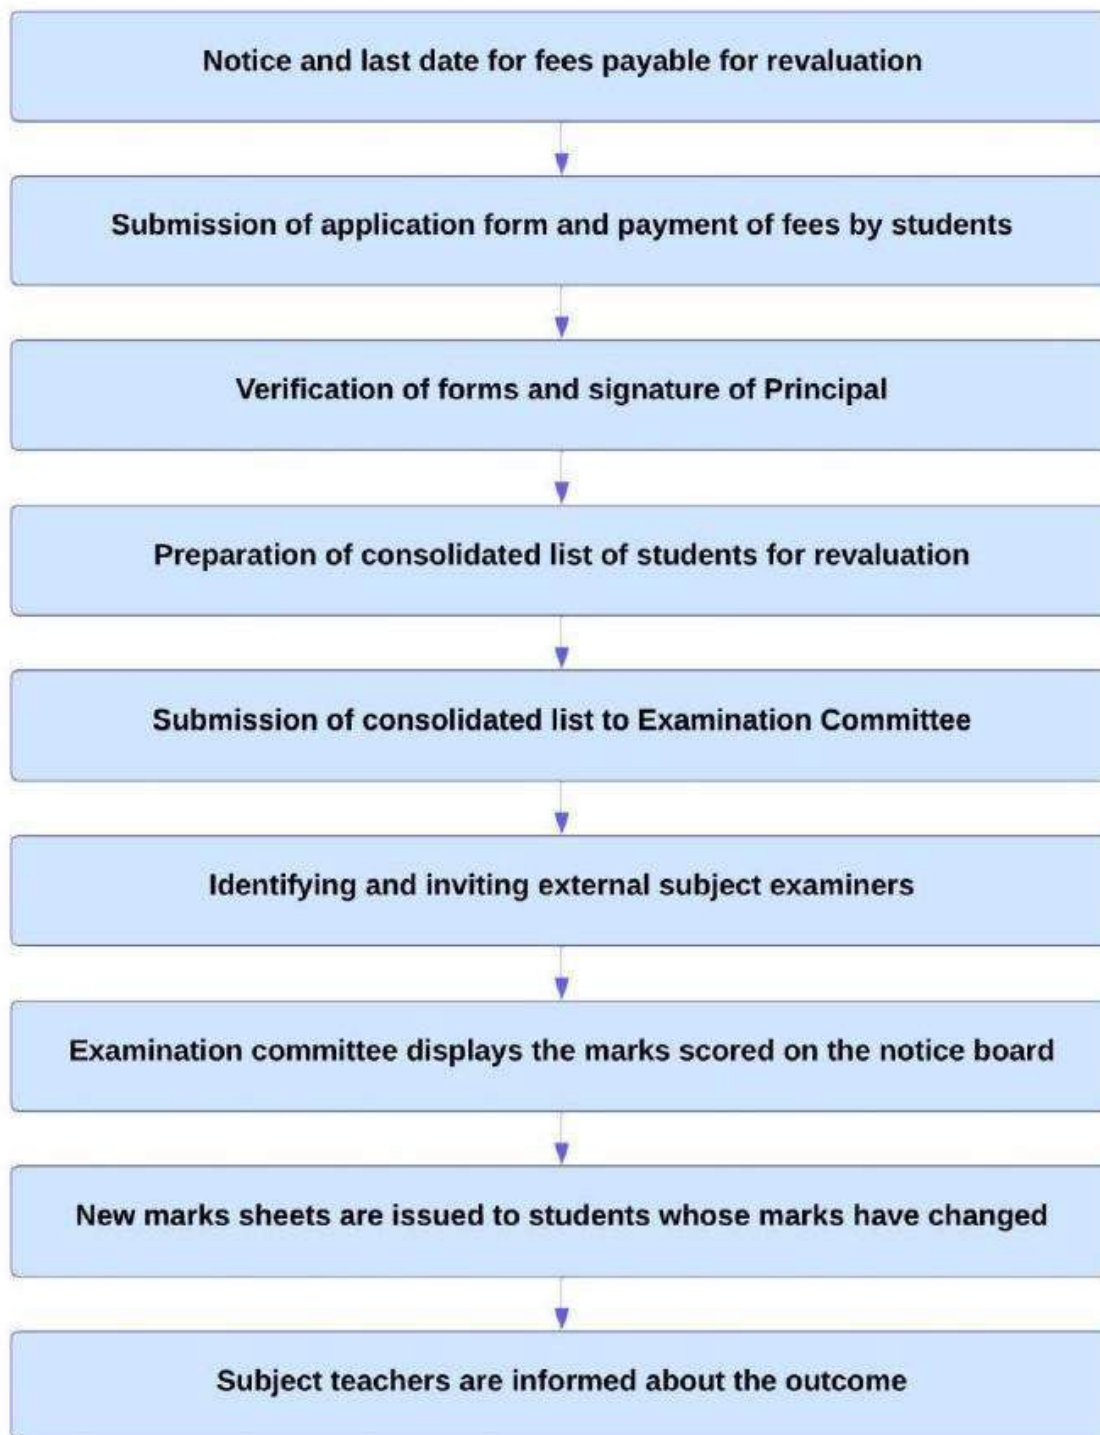 Notice and last date for fees payable for revaluation
Submission of application form and payment of fees by students
Verification of forms and signature of Principal
Preparation of consolidated list of students for revaluation
Submission of consolidated list to Examination Committee
Identifying and inviting external subject examiners
Examination committee displays the marks scored on the notice board
New marks sheets are issued to students whose marks have changed
Subject teachers are informed about the outcome